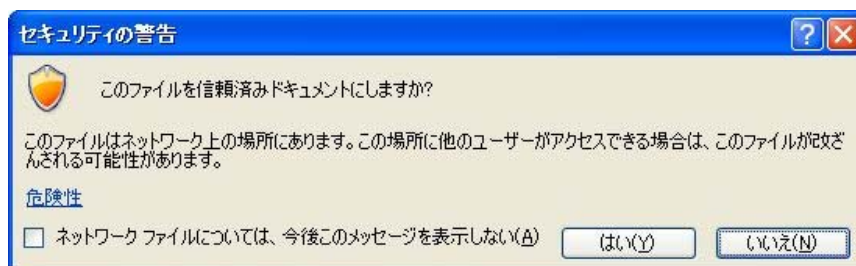 セキュリティの警告
このファイルを信頼済みドキュメントにしますか?
このファイルはネットワーク上の場所にあります。この場所に他のユーザーがアクセスできる場合は、このファイルが改ざ
んされる可能性があります。
危険性
ネットワーク ファイルについては、今後このメッセージを表示しない(A)
はい(Y)
いいえ(N)